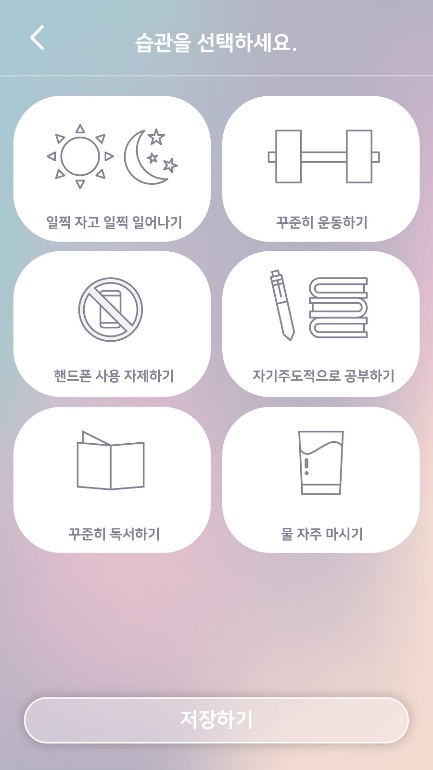 습관을 선택하세요.
일찍 자고 일찍 일어나기
꾸준히 운동하기
핸드폰 사용 자제하기
자기주도적으로 공부하기
꾸준히 독서하기
물 자주 마시기
저장하기